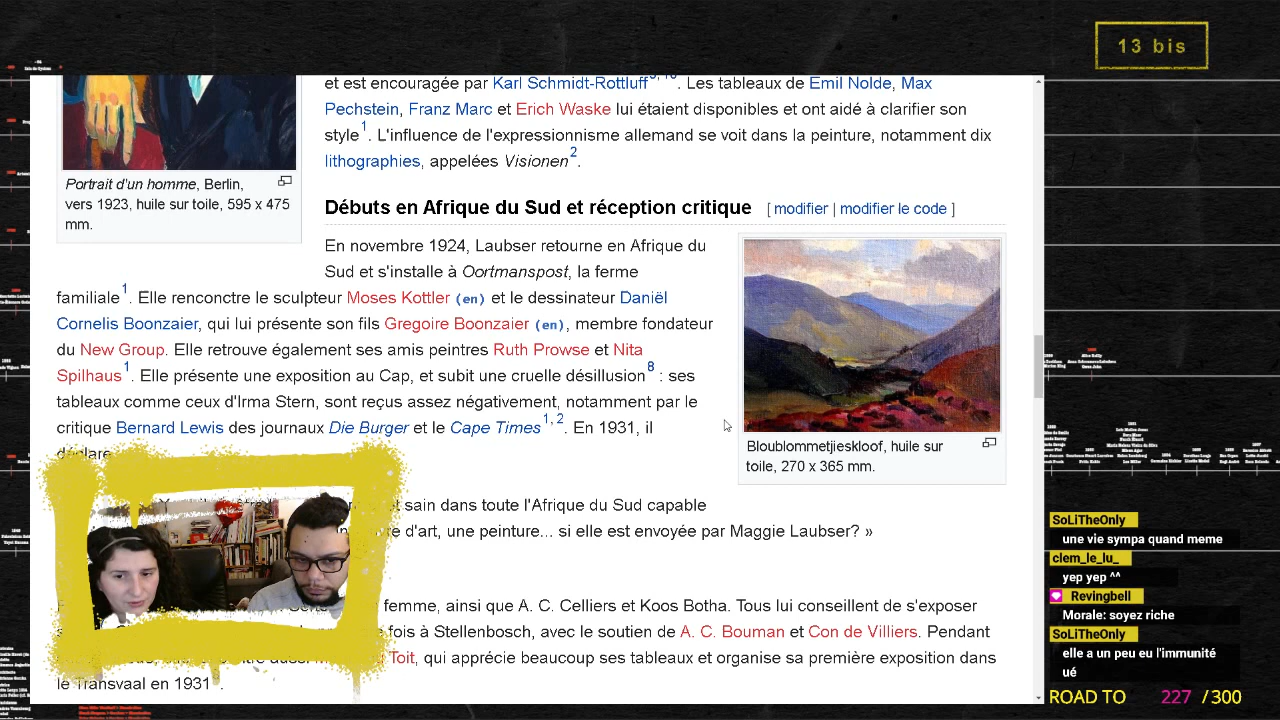 13 bis
et est encouragée par Karl Schmidt-Rottluff. Les tableaux de Emil Nolde, Max
Pechstein, Franz Marc et Erich Waske lui étaient disponibles et ont aidé à clarifier son
style1. L'influence de l'expressionnisme allemand se voit dans la peinture, notamment dix
lithographies, appelées Visionen2.
Portrait d'un homme, Berlin,
vers 1923, huile sur toile, 595 x 475
mm.
Débuts en Afrique du Sud et réception critique [ modifier | modifier le code ]
En novembre 1924, Laubser retourne en Afrique du
Sud et s'installe à Oortmanspost, la ferme
familiale1. Elle renconctre le sculpteur Moses Kottler (en) et le dessinateur Daniël
Cornelis Boonzaier, qui lui présente son fils Gregoire Boonzaier (en), membre fondateur
du New Group. Elle retrouve également ses amis peintres Ruth Prowse et Nita
Spilhaus1. Elle présente une exposition au Cap, et subit une cruelle désillusion8 : ses
tableaux comme ceux d'Irma Stern, sont reçus assez négativement, notamment par le
critique Bernard Lewis des journaux Die Burger et le Cape Times1, 2. En 1931, il
déclare
Bloublommetjieskloof, huile sur
toile, 270 x 365 mm.
sain dans toute l'Afrique du Sud capable
d'art, une peinture... si elle est envoyée par Maggie Laubser? »
femme, ainsi que A. C. Celliers et Koos Botha. Tous lui conseillent de s'exposer
fois à Stellenbosch, avec le soutien de A. C. Bouman et Con de Villiers. Pendant
Toit, qui apprécie beaucoup ses tableaux et organise sa première exposition dans
le Transvaal en 1931
SoLiTheOnly
une vie sympa quand meme
clem_le_lu_
yep yep ^^
Revingbell
Morale: soyez riche
SoLiTheOnly
elle a un peu eu l'immunité
ué
ROAD TO 227 / 300